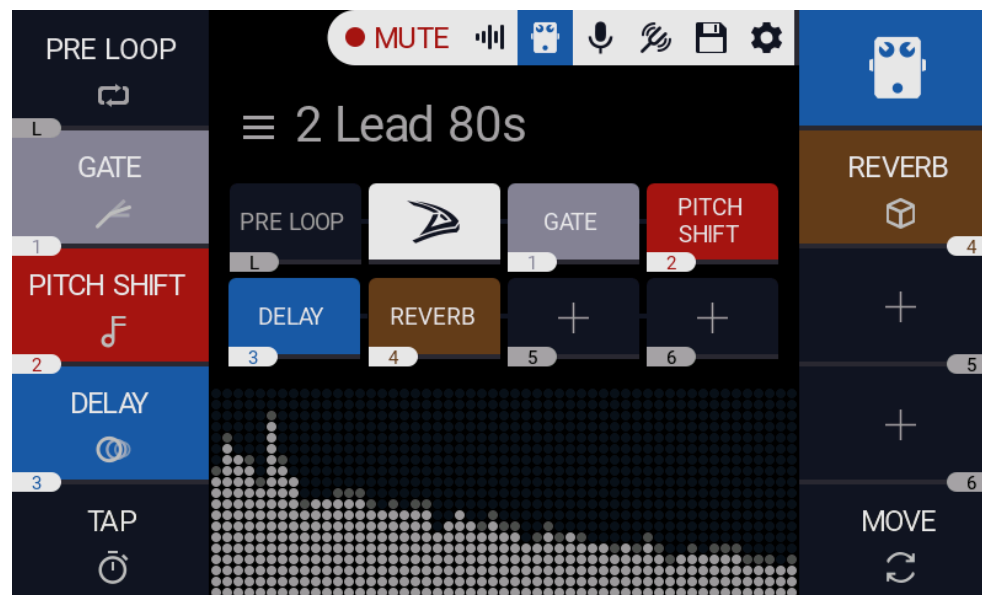 PRE LOOP
L
GATE
1
PITCH SHIFT
2
DELAY
3
TAP
MUTE
2 Lead 80s
PRE LOOP
L
GATE
1
PITCH
SHIFT
2
DELAY
3
REVERB
4
5
6
REVERB
4
5
6
MOVE